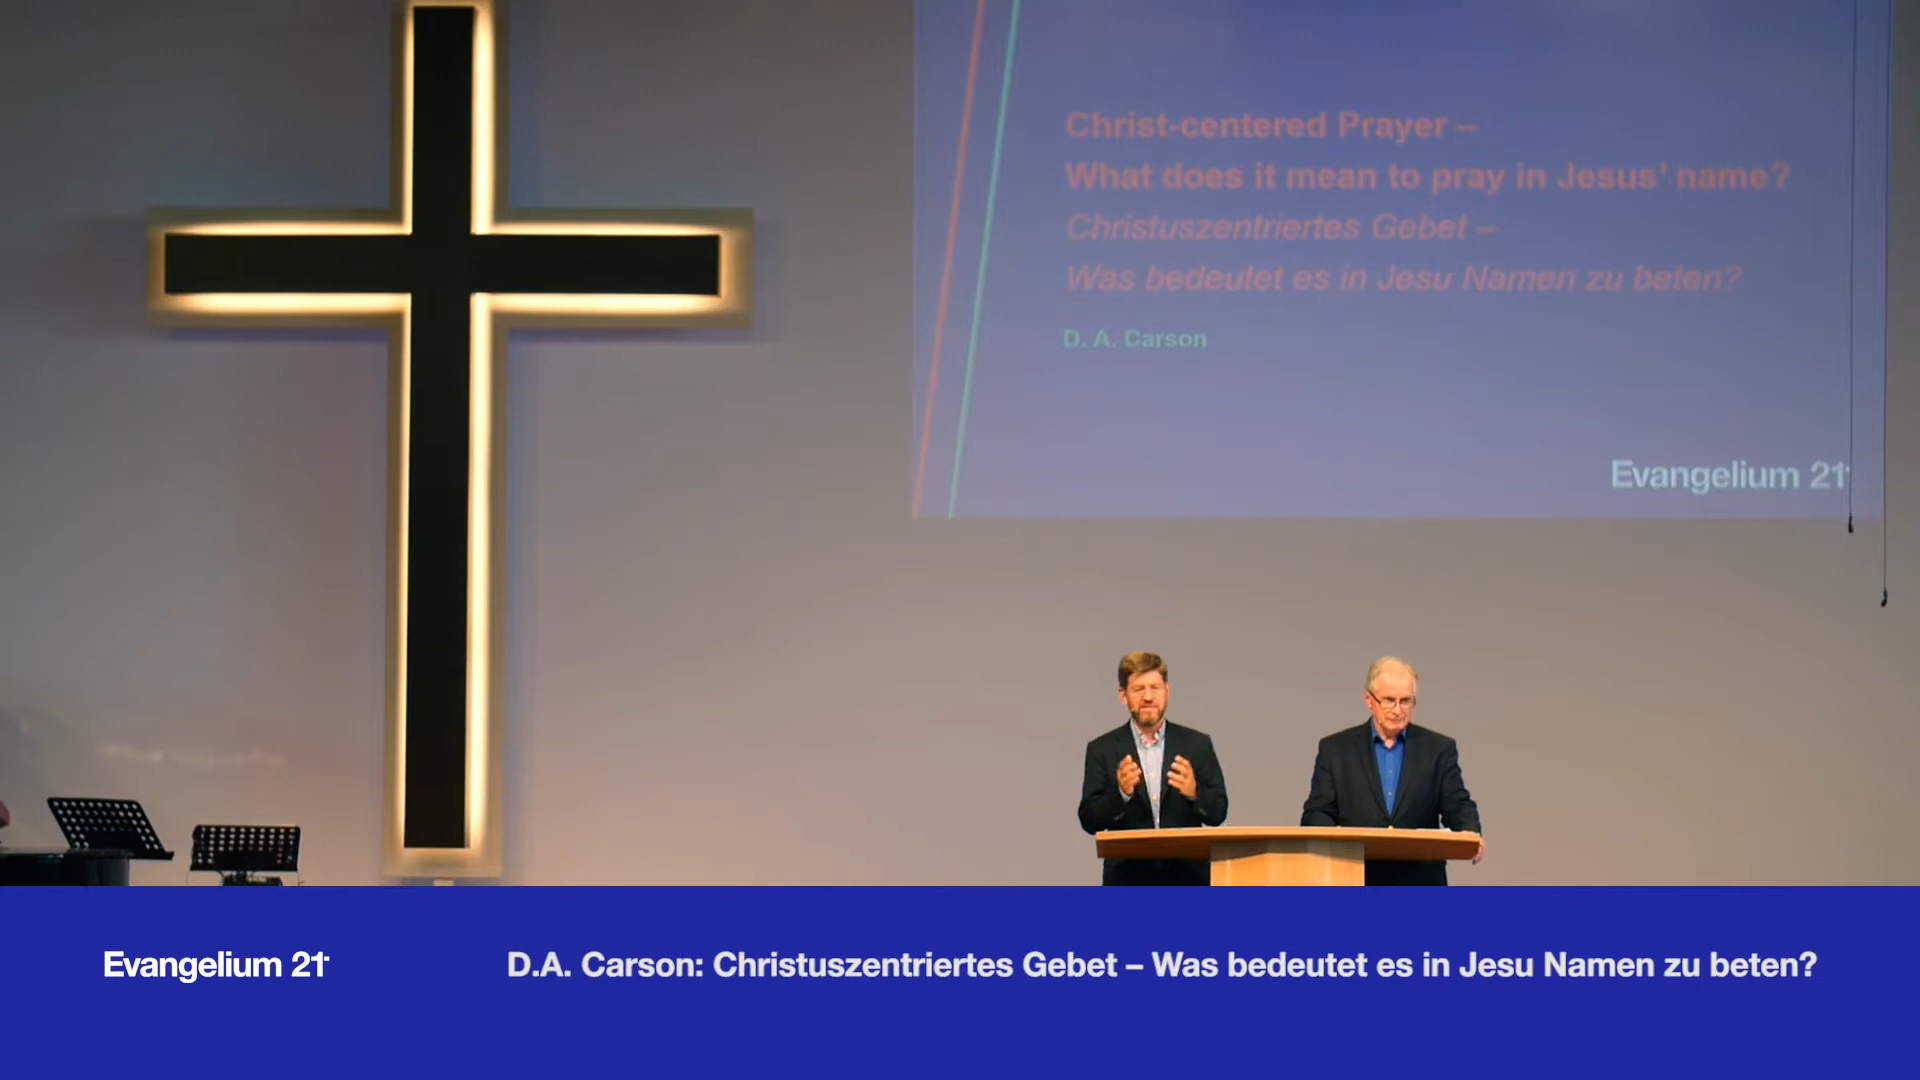 Christ-centered Prayer –
What does it mean to pray in Jesus' name?
Christuszentriertes Gebet –
Was bedeutet es in Jesu Namen zu beten?
D. A. Carson
Evangelium 21
Evangelium 21
D.A. Carson: Christuszentriertes Gebet – Was bedeutet es in Jesu Namen zu beten?